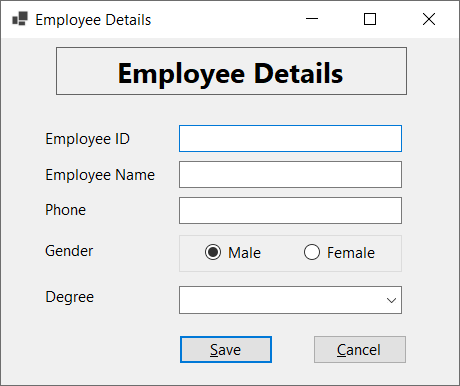 Employee Details
Employee Details
Employee ID
Employee Name
Phone
Gender
Male Female
Degree
Save Cancel